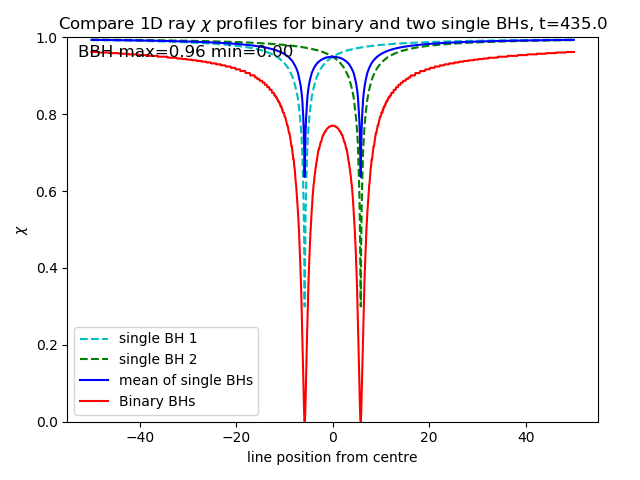 Compare 1D ray χ profiles for binary and two single BHs, t=435.0
BBH max=0.96 min=0.00
1.0
0.8
0.6
0.4
0.2
0.0
χ
single BH 1
single BH 2
mean of single BHs
Binary BHs
−40 −20 0 20 40
line position from centre